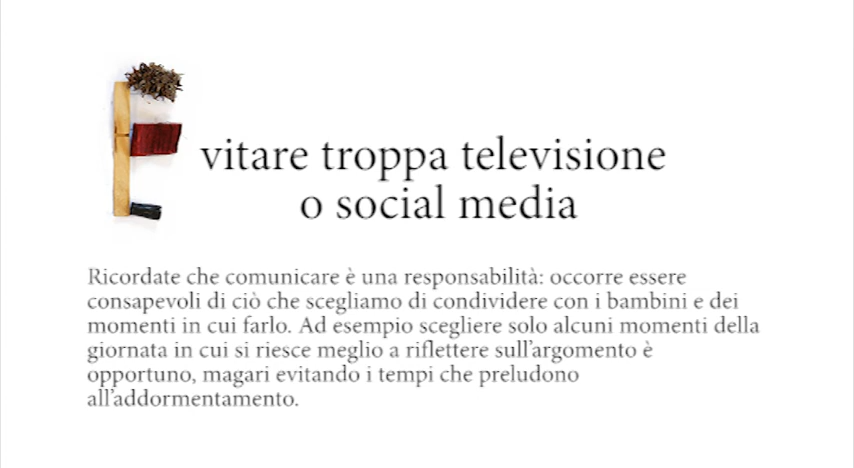 Evitare troppa televisione
o social media
Ricordate che comunicare è una responsabilità: occorre essere
consapevoli di ciò che scegliamo di condividere con i bambini e dei
momenti in cui farlo. Ad esempio scegliere solo alcuni momenti della
giornata in cui si riesce meglio a riflettere sull'argomento è
opportuno, magari evitando i tempi che preludono
all'addormentamento.